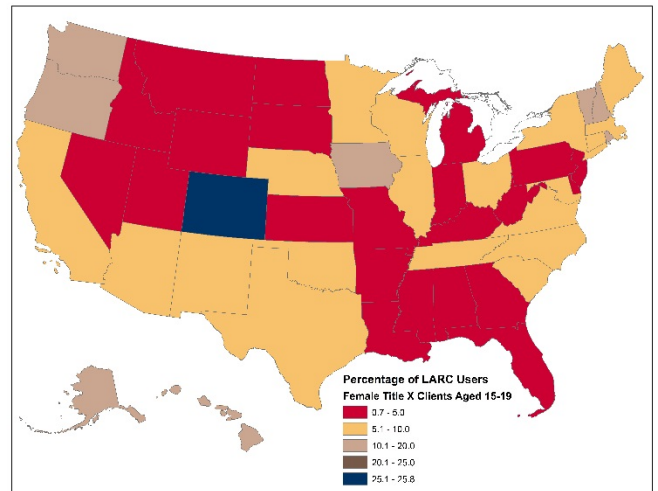 Percentage of LARC Users
Female Title X Clients Aged 15-19
0.7 - 5.0
5.1 - 10.0
10.1 - 20.0
20.1 - 25.0
25.1 - 25.8